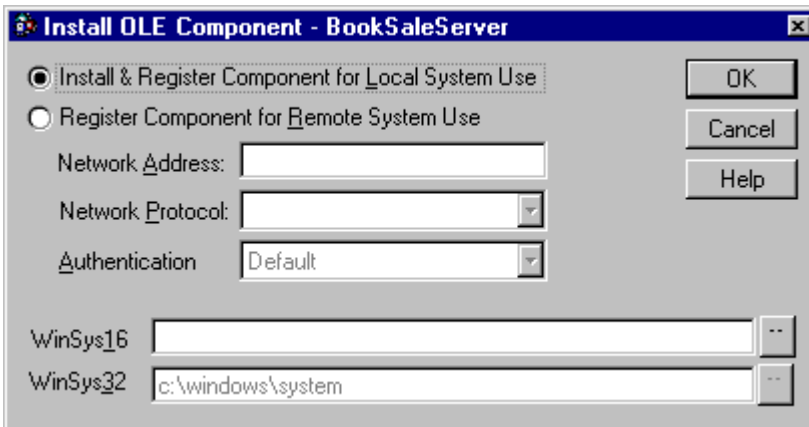 Install OLE Component - BookSaleServer
Install & Register Component for Local System Use
OK
Register Component for Remote System Use
Cancel
Network Address:
Help
Network Protocol:
Authentication Default
WinSys16 ..
WinSys32 c:\windows\system ..